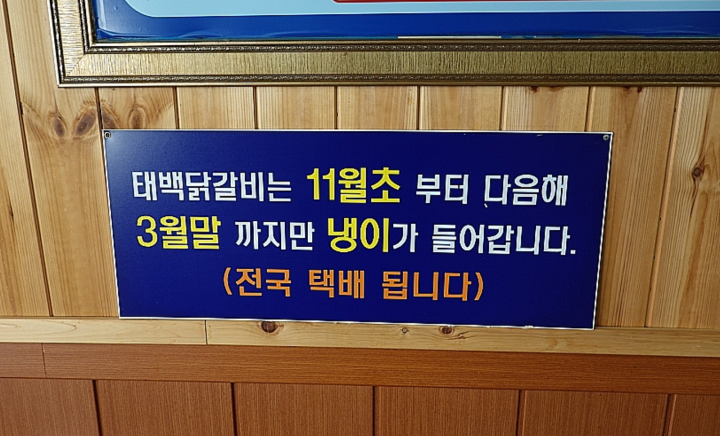 태백닭갈비는 11월초 부터 다음해
3월말 까지만 냉이가 들어갑니다.
(전국 택배 됩니다)